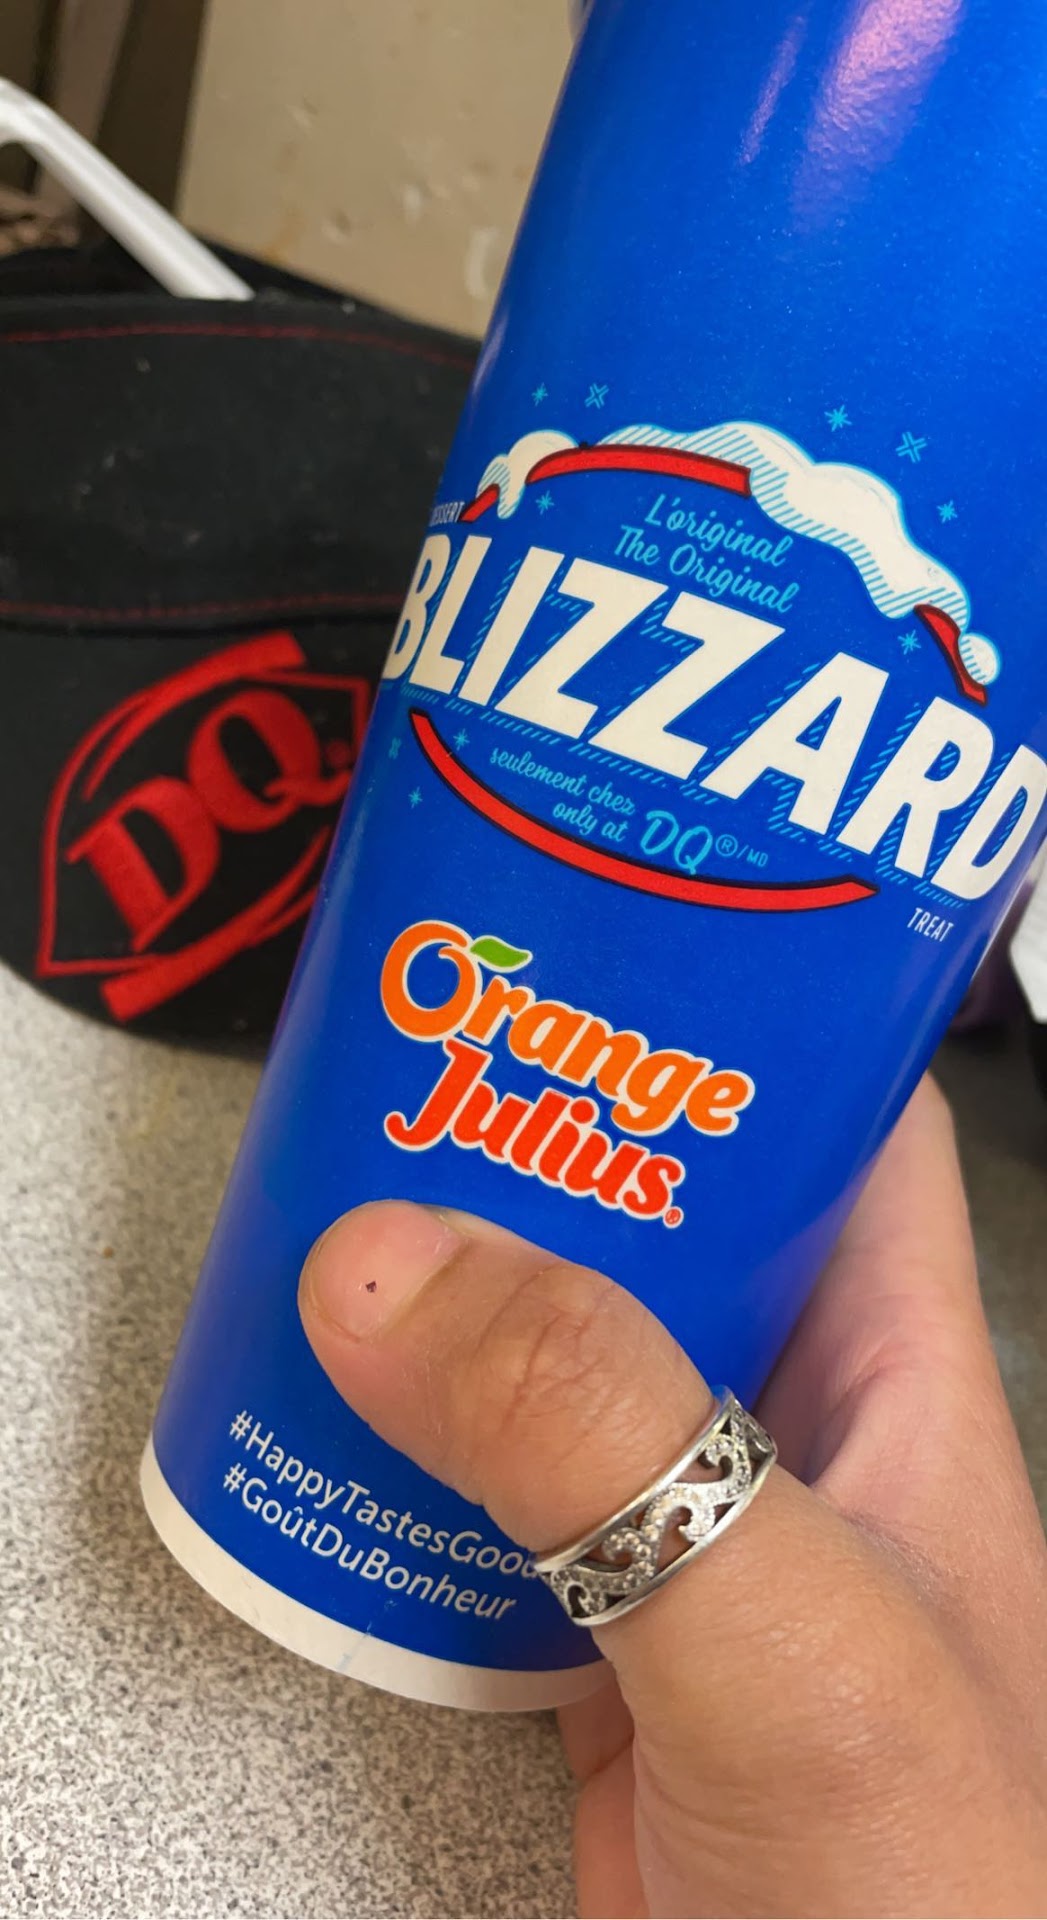 DQ.
DESSERT
L'original
The Original
BLIZZARD
seulement chez
only at DQ®/MD
TREAT
Orange
Julius®
#HappyTastesGood
#GoûtDuBonheur